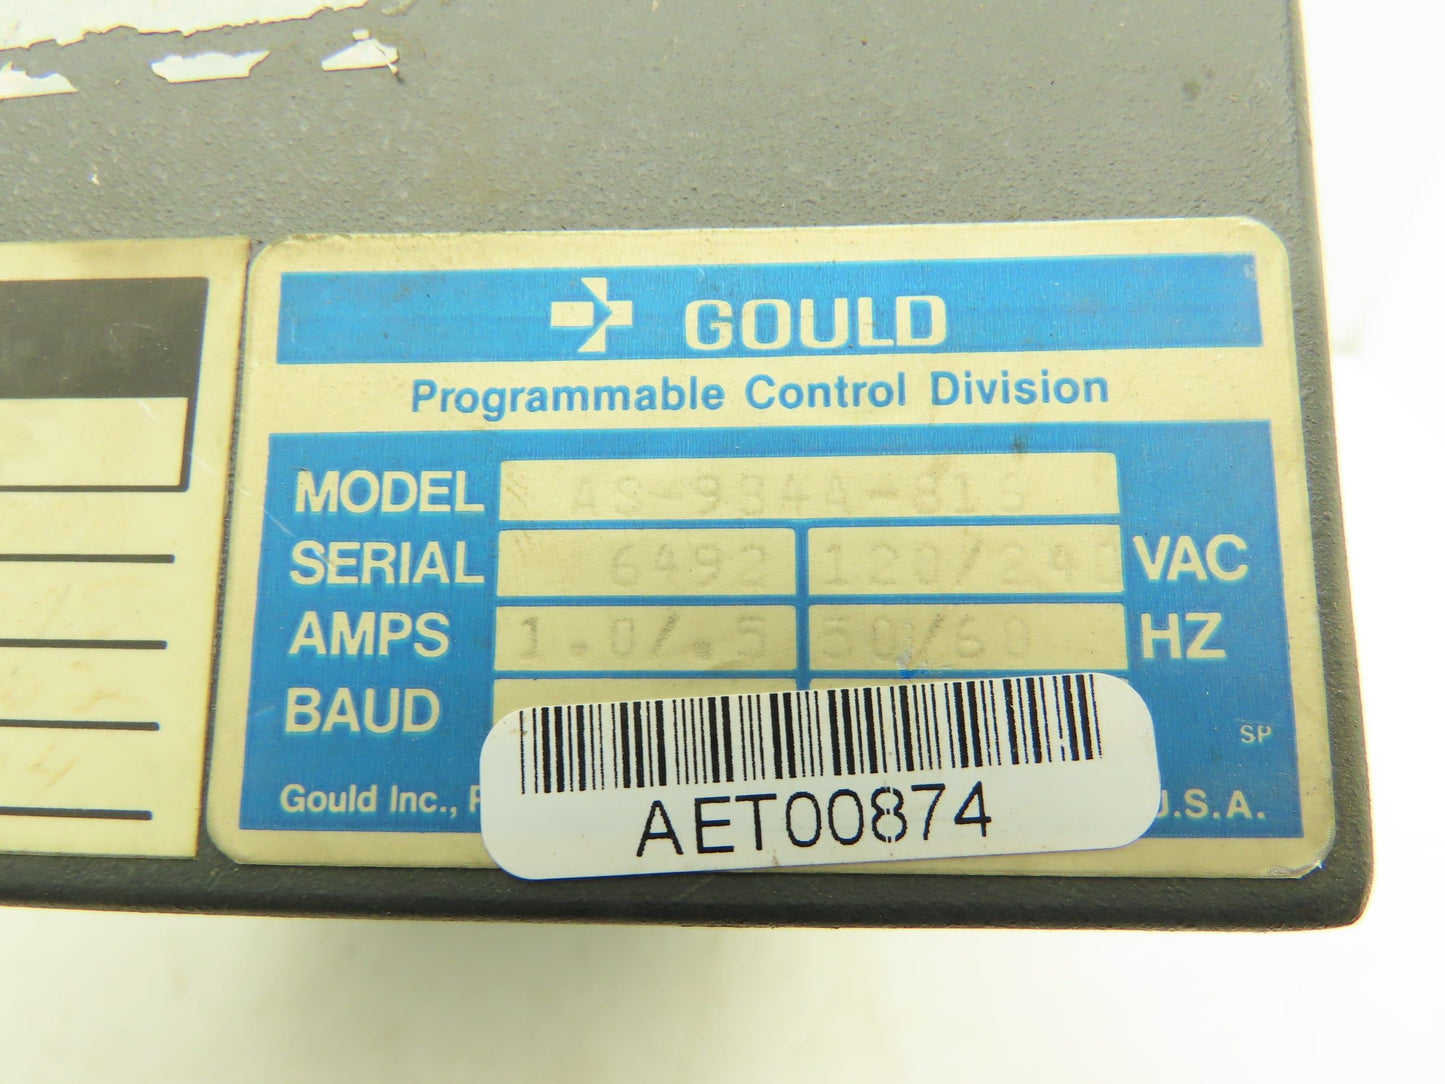 GOULD
Programmable Control Division
MODEL AS-984A-816
SERIAL 6492 120/240 VAC
AMPS 1.0/.5 50/60 HZ
BAUD
SP
Gould Inc., U.S.A.
AET00874